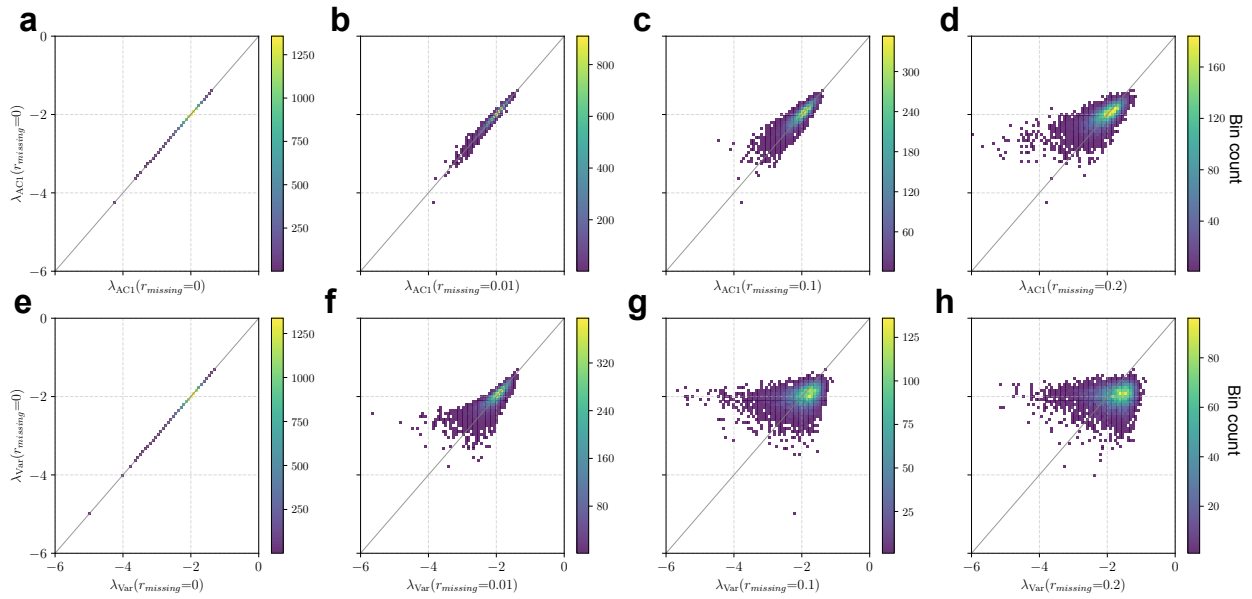 a b c d
0
−2
−4
−6
λAC1(rmissing=0)
1250
1000
750
500
250
λAC1(rmissing=0)
800
600
400
200
λAC1(rmissing=0.01)
300
240
180
120
60
λAC1(rmissing=0.1)
160
120
80
40
Bin count
λAC1(rmissing=0.2)
e f g h
0
−2
−4
−6
λVar(rmissing=0)
−6 −4 −2 0
λVar(rmissing=0)
1250
1000
750
500
250
−6 −4 −2 0
λVar(rmissing=0.01)
320
240
160
80
−6 −4 −2 0
λVar(rmissing=0.1)
125
100
75
50
25
−6 −4 −2 0
λVar(rmissing=0.2)
80
60
40
20
Bin count